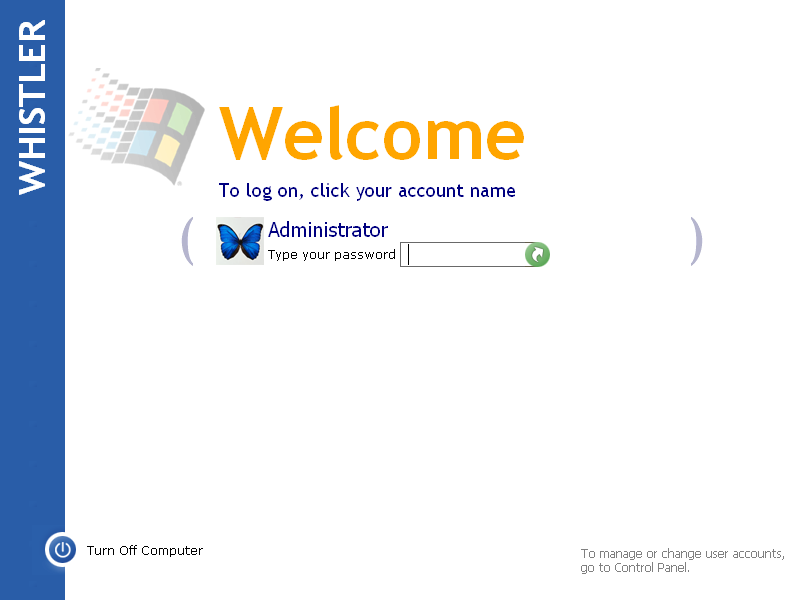 WHISTLER
Welcome
To log on, click your account name
Administrator
Type your password
Turn Off Computer
To manage or change user accounts,
go to Control Panel.